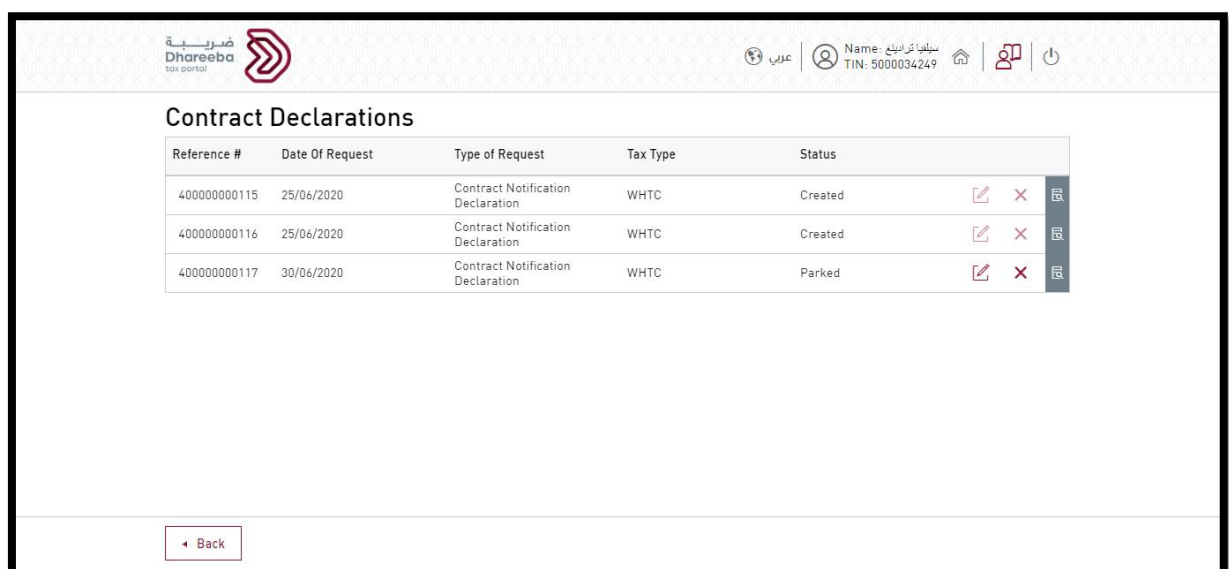 ضريبة
Dhareeba
tax portal
عربي
Name: سيلفيا ترادينغ
TIN: 5000034249
Contract Declarations
Reference # Date Of Request Type of Request Tax Type Status
400000000115 25/06/2020 Contract Notification Declaration WHTC Created
400000000116 25/06/2020 Contract Notification Declaration WHTC Created
400000000117 30/06/2020 Contract Notification Declaration WHTC Parked
Back